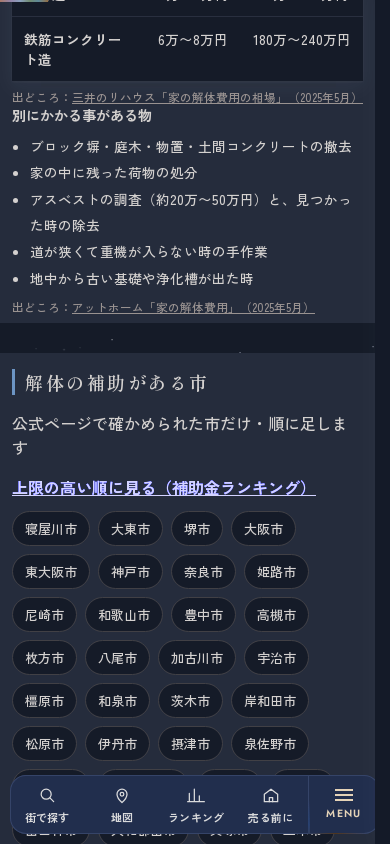 鉄筋コンクリー
ト造
6万〜8万円
180万〜240万円
出どころ：三井のリハウス「家の解体費用の相場」（2025年5月）
別にかかる事がある物
ブロック塀・庭木・物置・土間コンクリートの撤去
家の中に残った荷物の処分
アスベストの調査（約20万〜50万円）と、見つかっ
た時の除去
道が狭くて重機が入らない時の手作業
地中から古い基礎や浄化槽が出た時
出どころ：アットホーム「家の解体費用」（2025年5月）
解体の補助がある市
公式ページで確かめられた市だけ・順に足しま
す
上限の高い順に見る（補助金ランキング）
寝屋川市 大東市 堺市 大阪市
東大阪市 神戸市 奈良市 姫路市
尼崎市 和歌山市 豊中市 高槻市
枚方市 八尾市 加古川市 宇治市
橿原市 和泉市 茨木市 岸和田市
松原市 伊丹市 摂津市 泉佐野市
街で探す 地図 ランキング 売る前に MENU